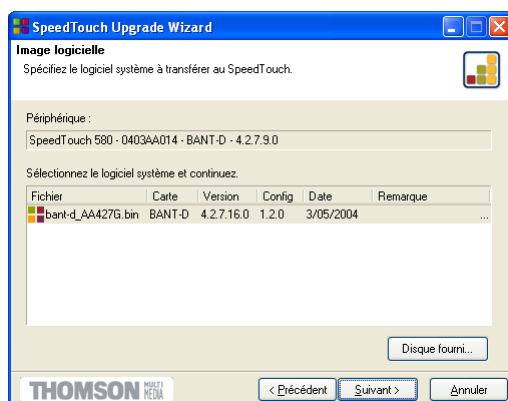 SpeedTouch Upgrade Wizard
Image logicielle
Spécifiez le logiciel système à transférer au SpeedTouch.
Périphérique :
SpeedTouch 580 - 0403AA014 - BANT-D - 4.2.7.9.0
Sélectionnez le logiciel système et continuez.
Fichier Carte Version Config Date Remarque
bant-d_AA427G.bin BANT-D 4.2.7.16.0 1.2.0 3/05/2004 ...
Disque fourni...
THOMSON MULTI MEDIA
< Précédent Suivant > Annuler